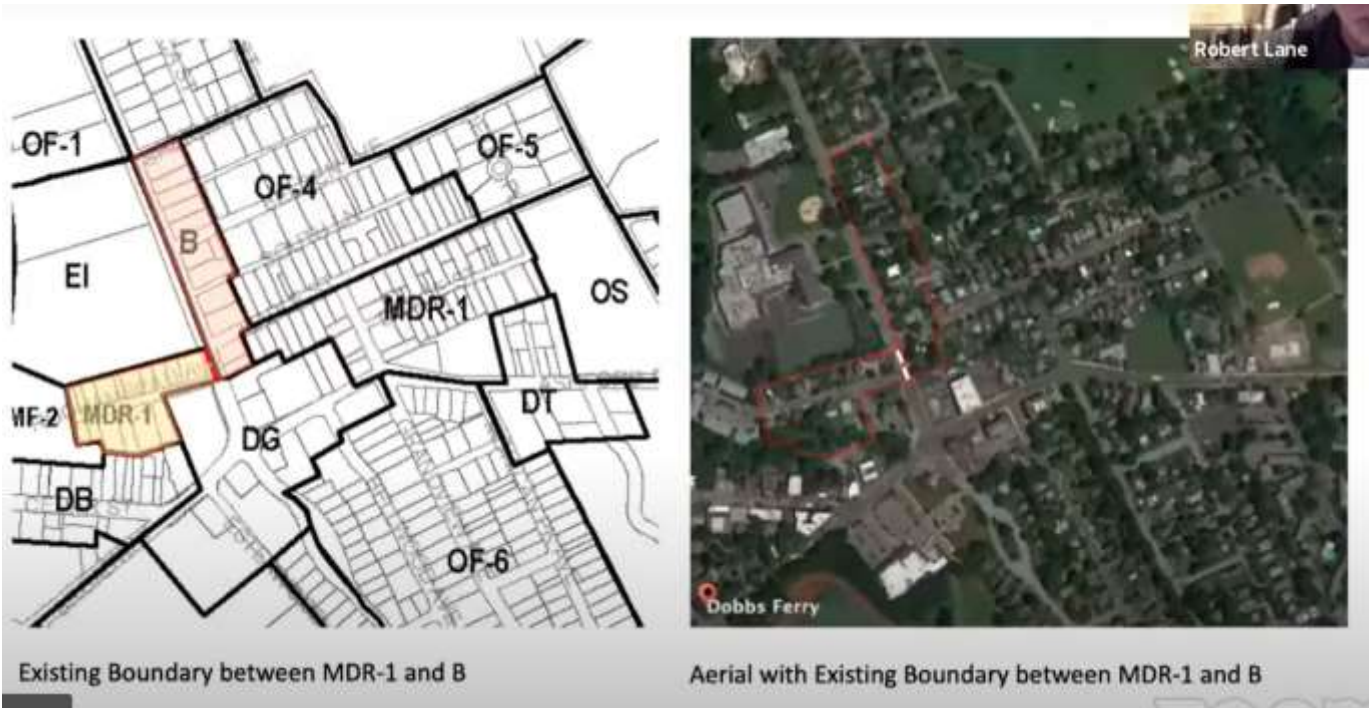 Robert Lane
OF-1
OF-5
OF-4
B
EI
OS
MDR-1
MF-2
MDR-1
DT
DG
DB
OF-6
Dobbs Ferry
Existing Boundary between MDR-1 and B
Aerial with Existing Boundary between MDR-1 and B